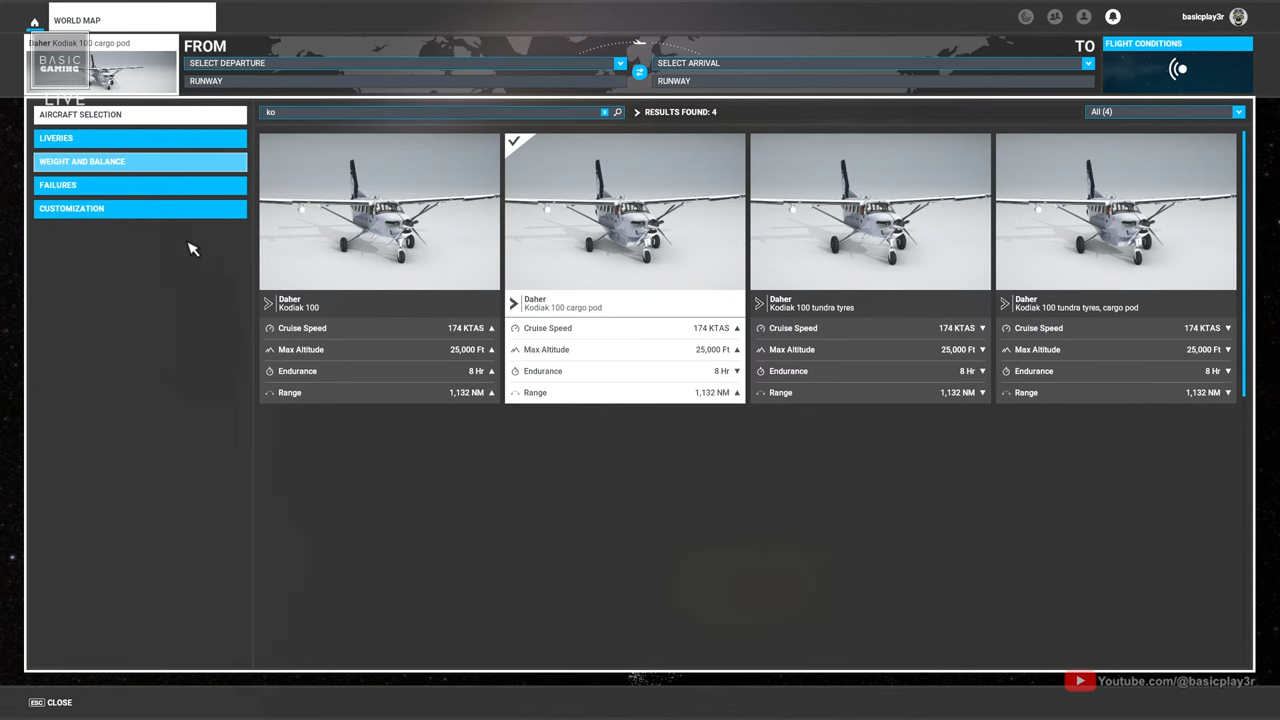 WORLD MAP
basicplay3r
Daher Kodiak 100 cargo pod
BASIC
GAMING
LIVE
FROM
SELECT DEPARTURE
RUNWAY
TO
SELECT ARRIVAL
RUNWAY
FLIGHT CONDITIONS
AIRCRAFT SELECTION
LIVERIES
WEIGHT AND BALANCE
FAILURES
CUSTOMIZATION
ko
RESULTS FOUND: 4
All (4)
Daher
Kodiak 100
Cruise Speed 174 KTAS
Max Altitude 25,000 Ft
Endurance 8 Hr
Range 1,132 NM
Daher
Kodiak 100 cargo pod
Cruise Speed 174 KTAS
Max Altitude 25,000 Ft
Endurance 8 Hr
Range 1,132 NM
Daher
Kodiak 100 tundra tyres
Cruise Speed 174 KTAS
Max Altitude 25,000 Ft
Endurance 8 Hr
Range 1,132 NM
Daher
Kodiak 100 tundra tyres, cargo pod
Cruise Speed 174 KTAS
Max Altitude 25,000 Ft
Endurance 8 Hr
Range 1,132 NM
Youtube.com/@basicplay3r
ESC CLOSE